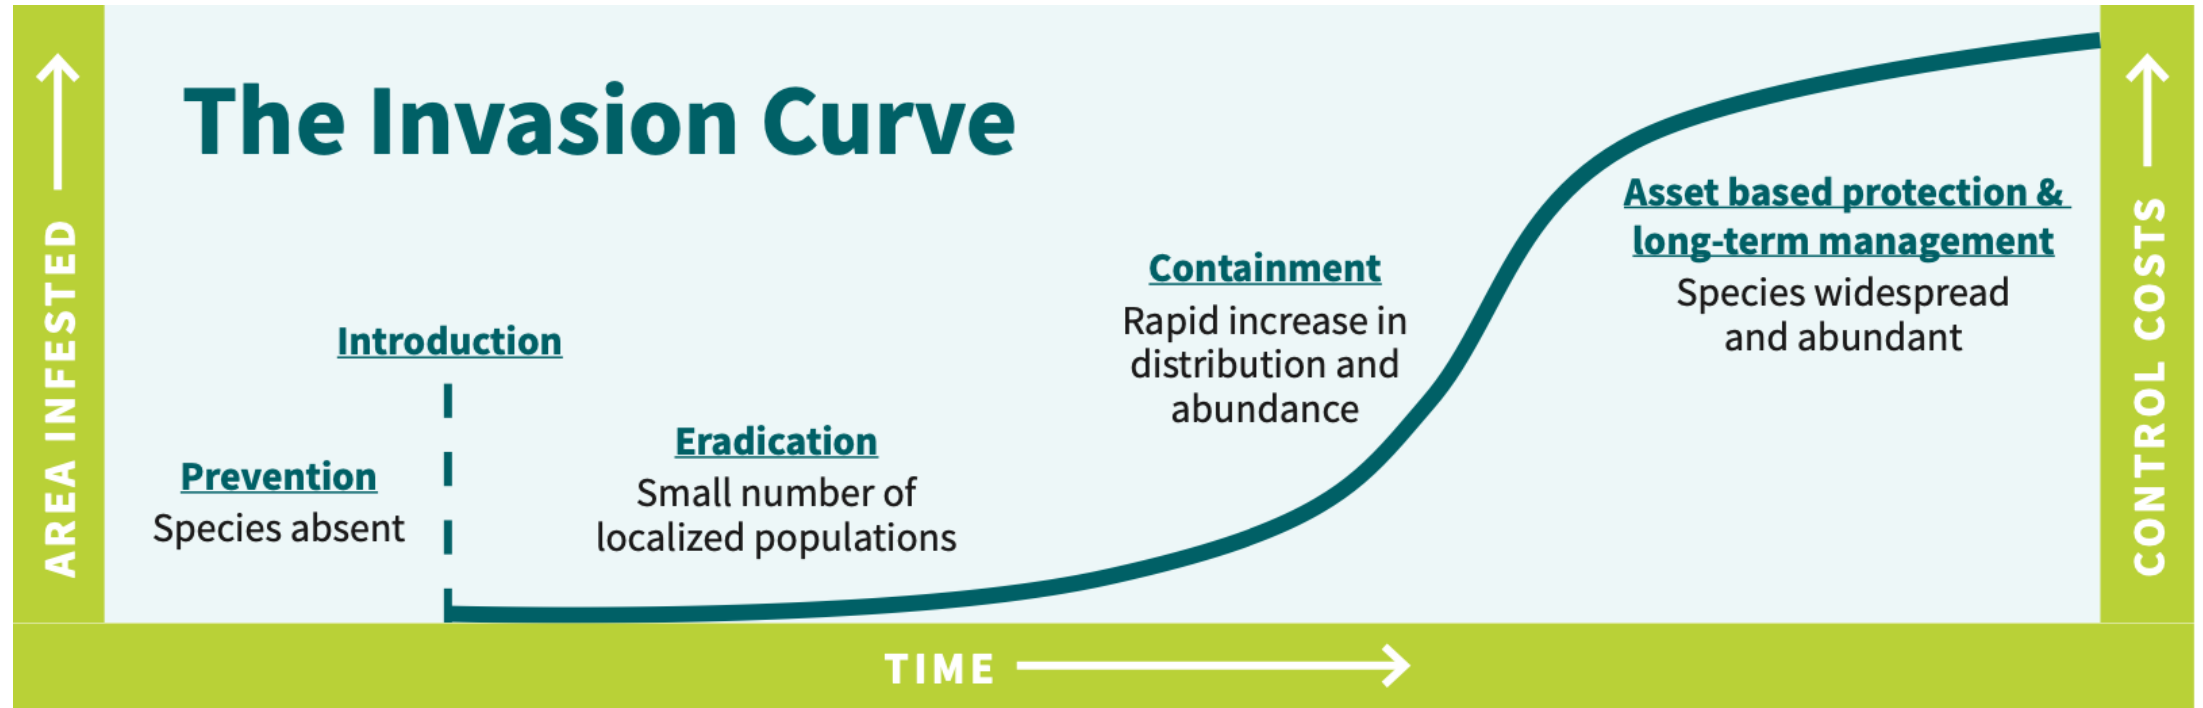 The Invasion Curve
AREA INFESTED
Prevention
Species absent
Introduction
Eradication
Small number of
localized populations
Containment
Rapid increase in
distribution and
abundance
Asset based protection &
long-term management
Species widespread
and abundant
CONTROL COSTS
TIME